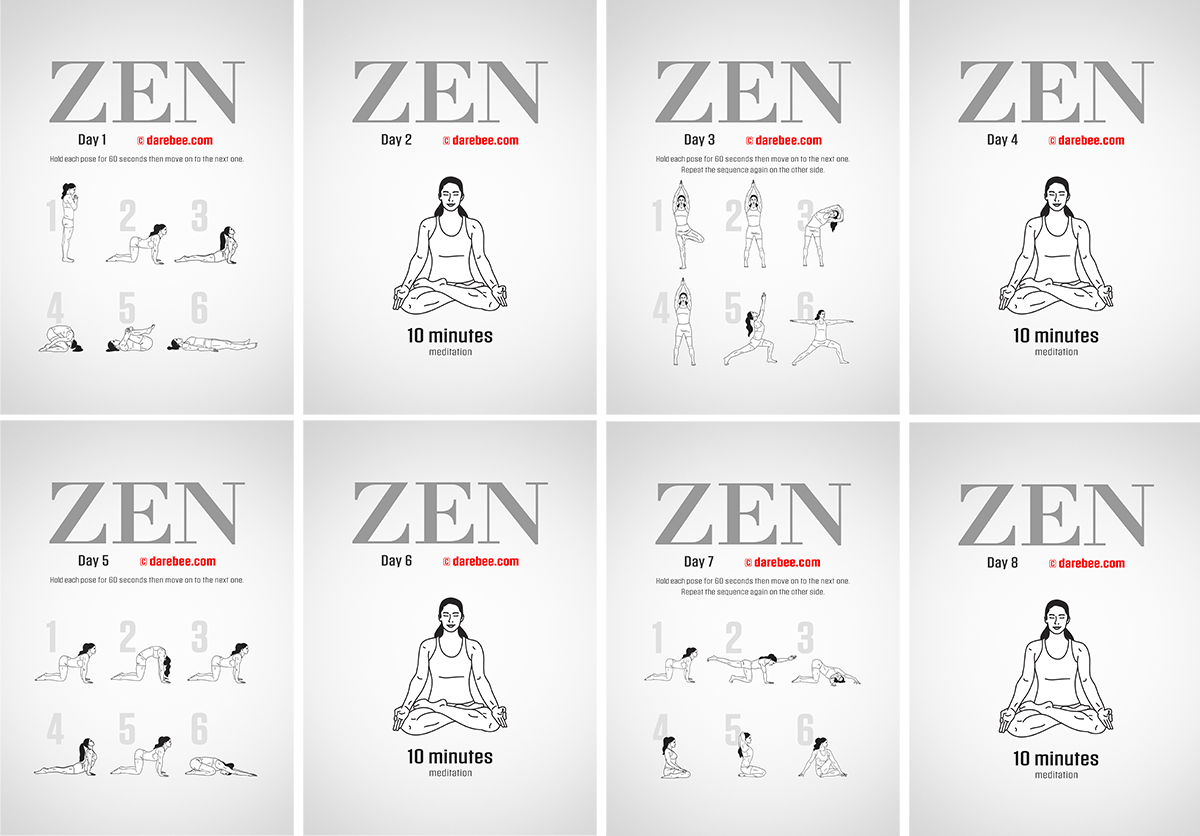 ZEN
Day 1 © darebee.com
Hold each pose for 60 seconds then move on to the next one.
1 2 3
4 5 6
ZEN
Day 2 © darebee.com
10 minutes
meditation
ZEN
Day 3 © darebee.com
Hold each pose for 60 seconds then move on to the next one.
Repeat the sequence again on the other side.
1 2 3
4 5 6
ZEN
Day 4 © darebee.com
10 minutes
meditation
ZEN
Day 5 © darebee.com
Hold each pose for 60 seconds then move on to the next one.
1 2 3
4 5 6
ZEN
Day 6 © darebee.com
10 minutes
meditation
ZEN
Day 7 © darebee.com
Hold each pose for 60 seconds then move on to the next one.
Repeat the sequence again on the other side.
1 2 3
4 5 6
ZEN
Day 8 © darebee.com
10 minutes
meditation